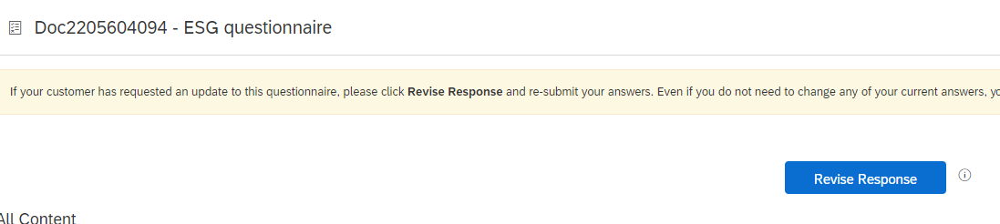 Doc2205604094 - ESG questionnaire
If your customer has requested an update to this questionnaire, please click Revise Response and re-submit your answers. Even if you do not need to change any of your current answers,
Revise Response
All Content